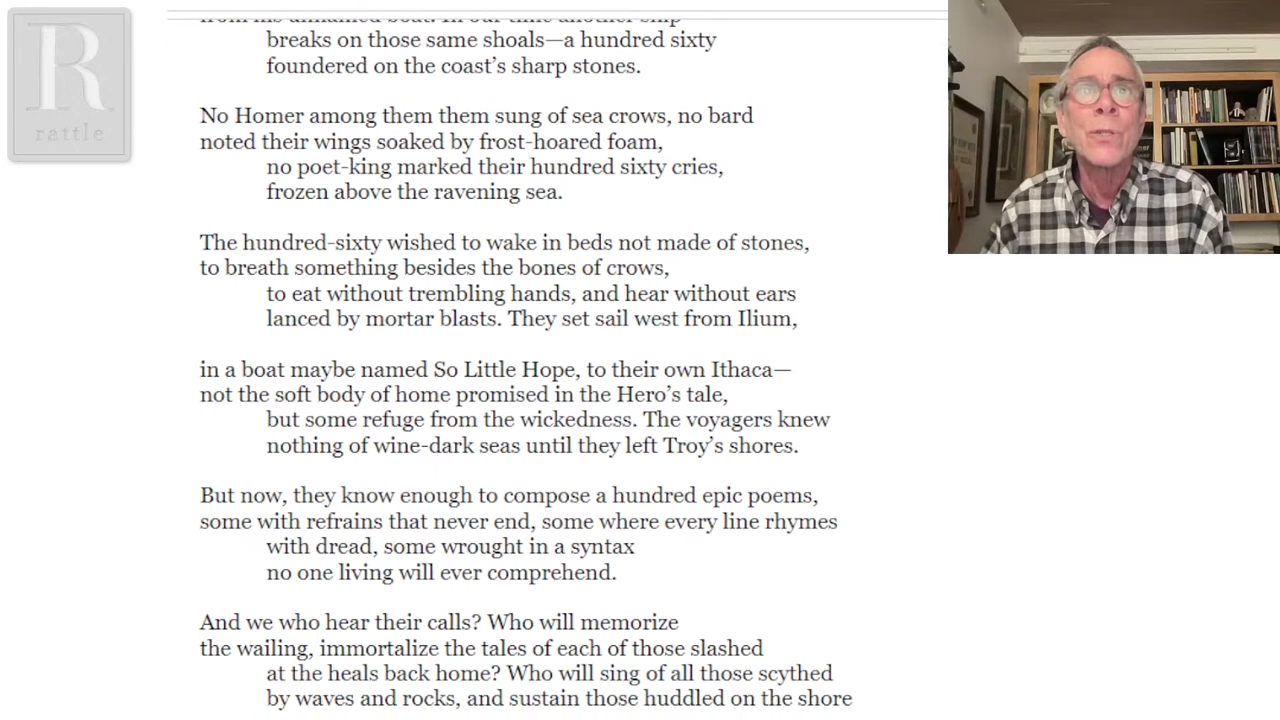 R
rattle
from his unnamed boat. In our time another ship
breaks on those same shoals—a hundred sixty
foundered on the coast’s sharp stones.
No Homer among them them sung of sea crows, no bard
noted their wings soaked by frost-hoared foam,
no poet-king marked their hundred sixty cries,
frozen above the ravening sea.
The hundred-sixty wished to wake in beds not made of stones,
to breath something besides the bones of crows,
to eat without trembling hands, and hear without ears
lanced by mortar blasts. They set sail west from Ilium,
in a boat maybe named So Little Hope, to their own Ithaca—
not the soft body of home promised in the Hero’s tale,
but some refuge from the wickedness. The voyagers knew
nothing of wine-dark seas until they left Troy’s shores.
But now, they know enough to compose a hundred epic poems,
some with refrains that never end, some where every line rhymes
with dread, some wrought in a syntax
no one living will ever comprehend.
And we who hear their calls? Who will memorize
the wailing, immortalize the tales of each of those slashed
at the heals back home? Who will sing of all those scythed
by waves and rocks, and sustain those huddled on the shore